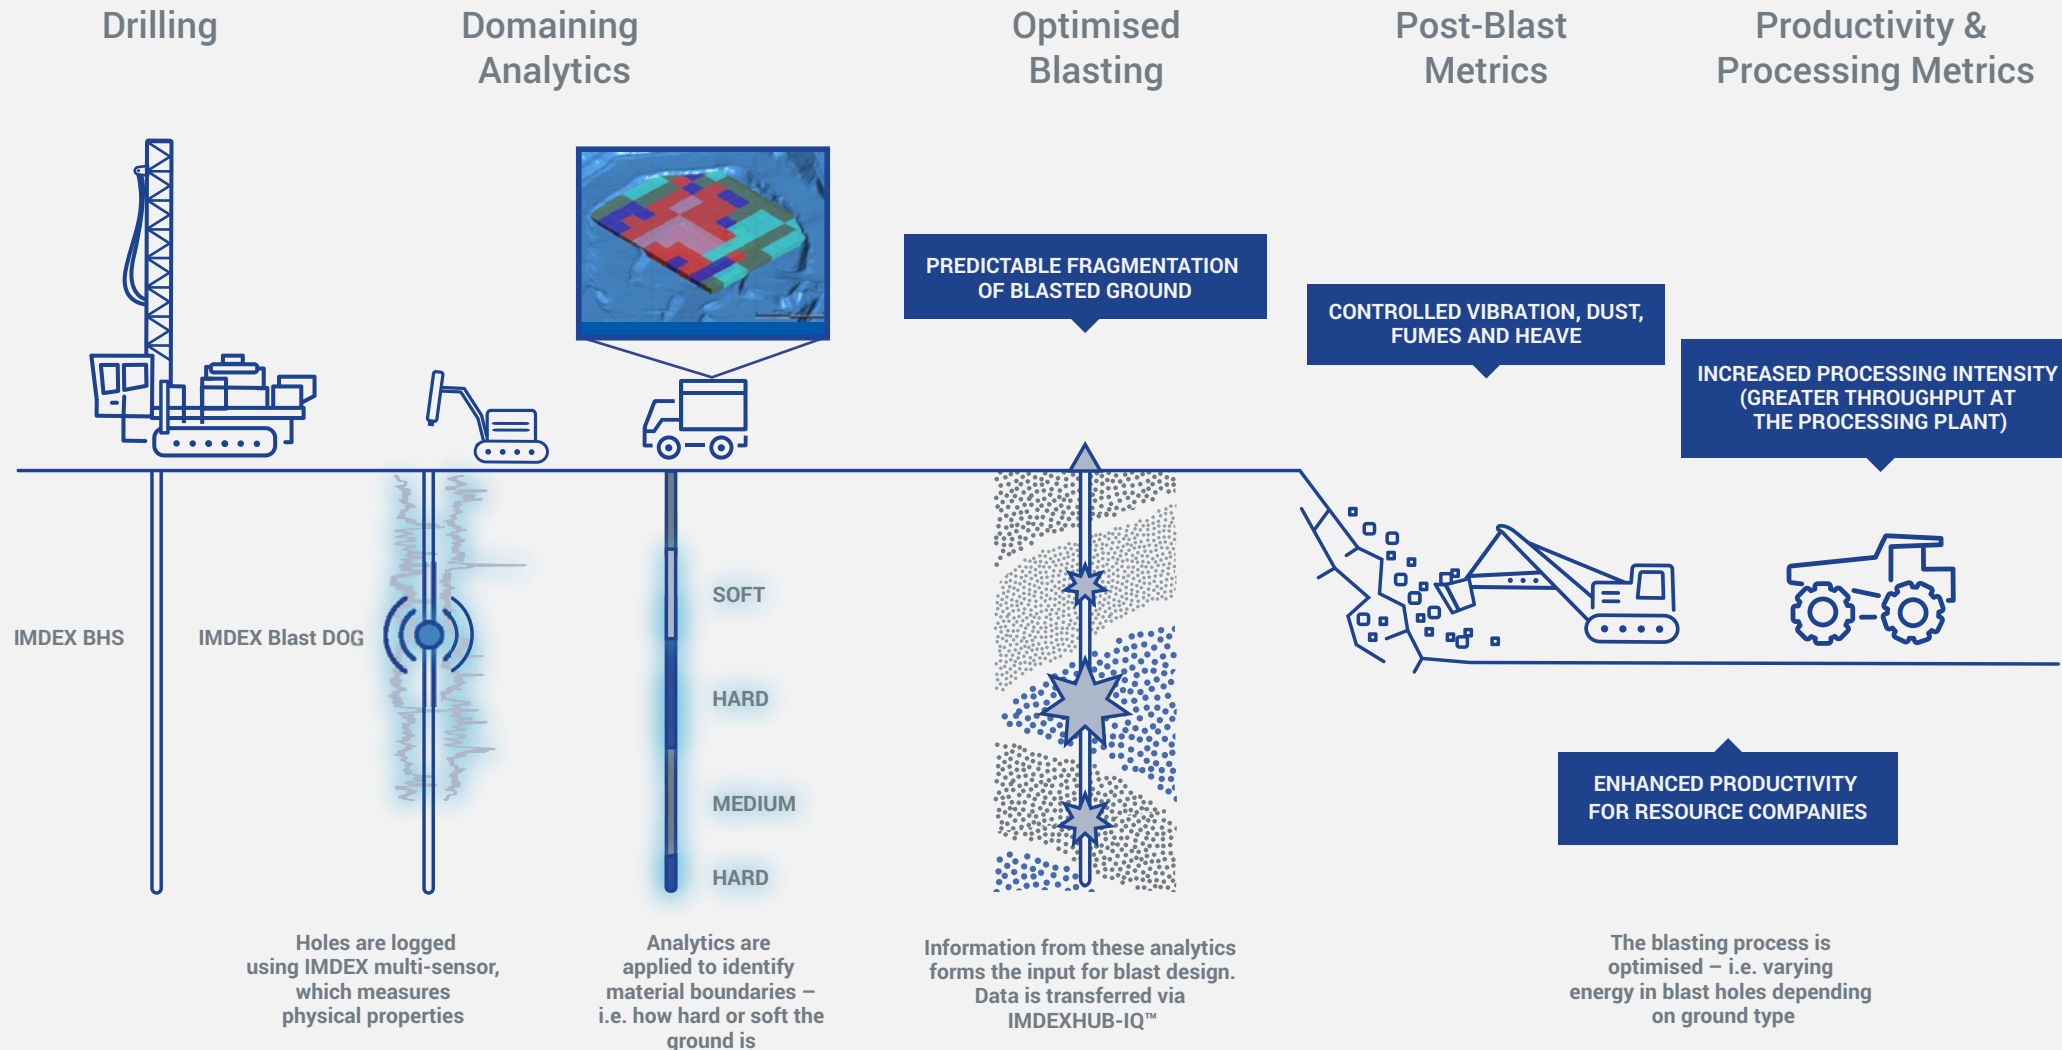 Drilling
Domaining
Analytics
Optimised
Blasting
Post-Blast
Metrics
Productivity &
Processing Metrics
PREDICTABLE FRAGMENTATION
OF BLASTED GROUND
CONTROLLED VIBRATION, DUST,
FUMES AND HEAVE
INCREASED PROCESSING INTENSITY
(GREATER THROUGHPUT AT
THE PROCESSING PLANT)
IMDEX BHS
IMDEX Blast DOG
SOFT
HARD
MEDIUM
HARD
ENHANCED PRODUCTIVITY
FOR RESOURCE COMPANIES
Holes are logged
using IMDEX multi-sensor,
which measures
physical properties
Analytics are
applied to identify
material boundaries –
i.e. how hard or soft the
ground is
Information from these analytics
forms the input for blast design.
Data is transferred via
IMDEXHUB-IQ™
The blasting process is
optimised – i.e. varying
energy in blast holes depending
on ground type